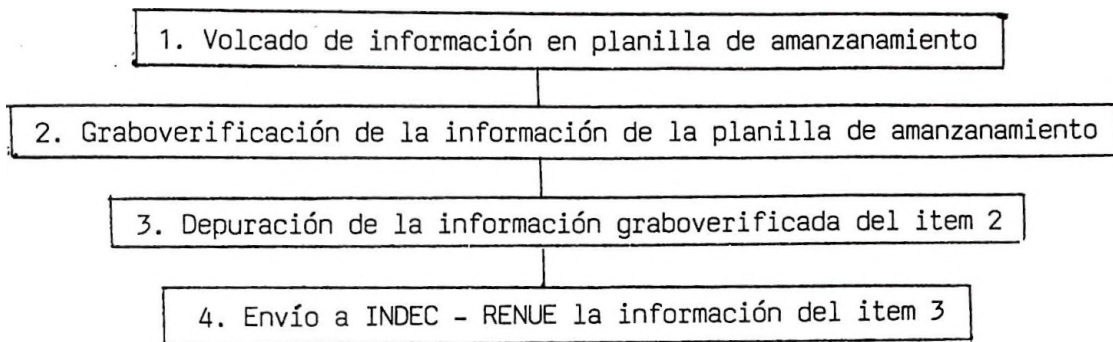 1. Volcado de información en planilla de amanzanamiento
2. Graboverificación de la información de la planilla de amanzanamiento
3. Depuración de la información graboverificada del item 2
4. Envío a INDEC - RENUE la información del item 3